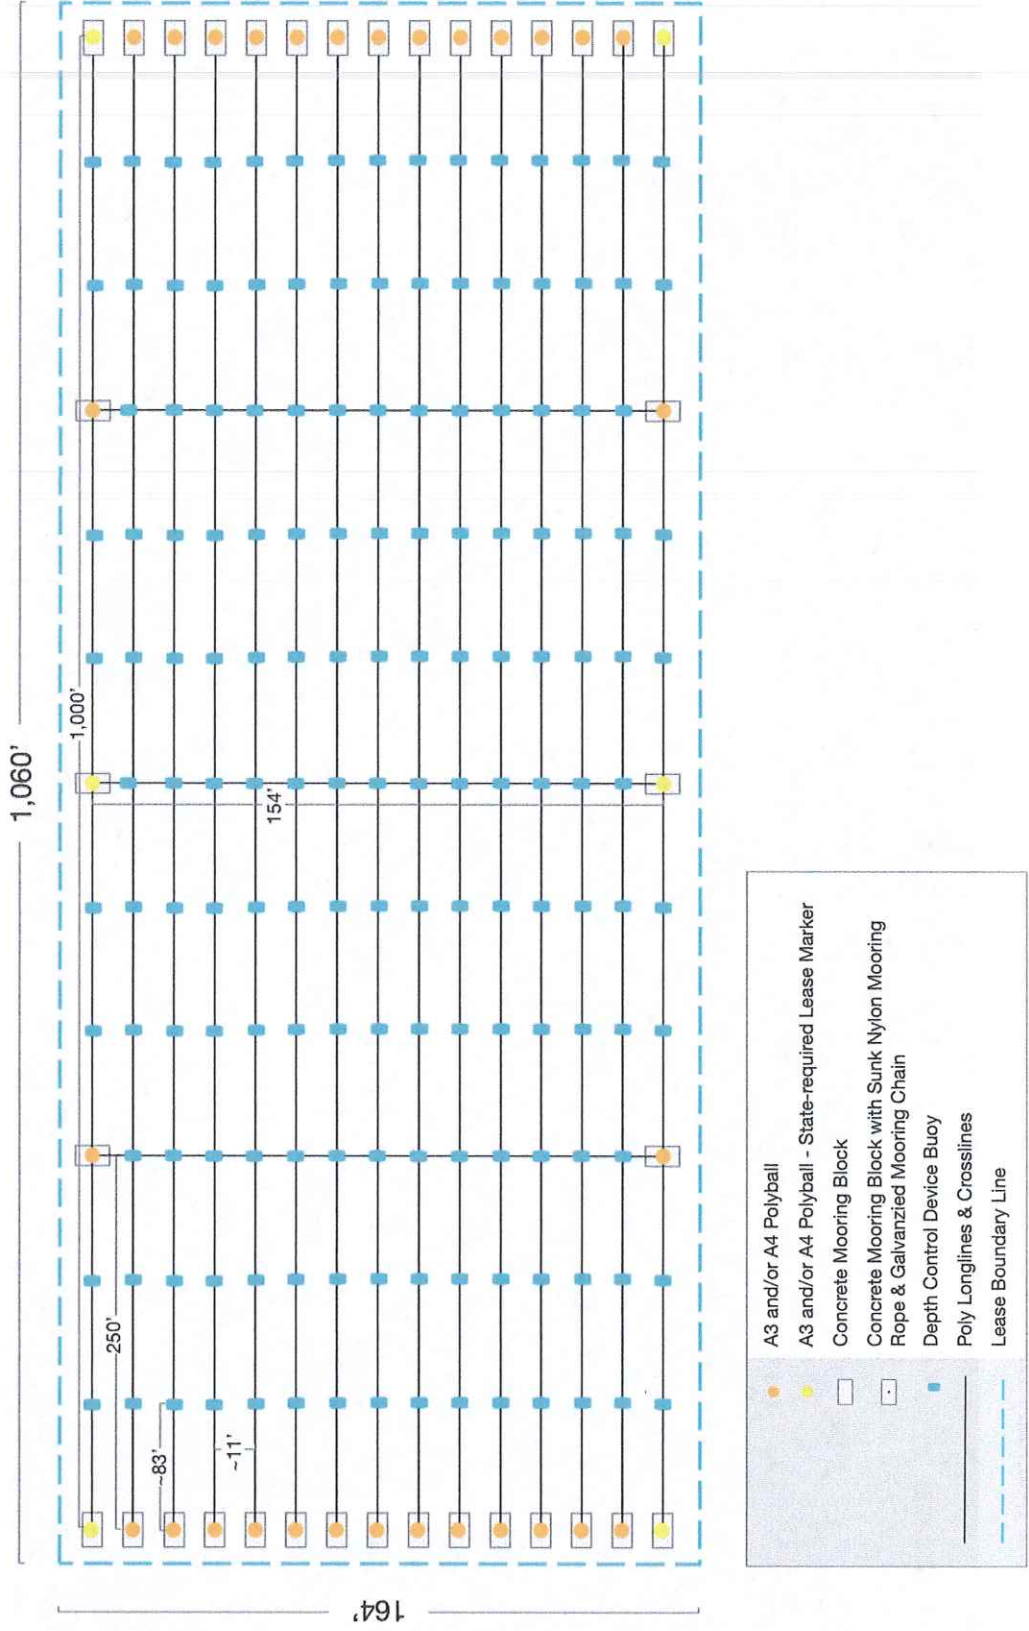 1,060'
1,000'
154'
250'
~83'
~11'
164'
A3 and/or A4 Polyball
A3 and/or A4 Polyball - State-required Lease Marker
Concrete Mooring Block
Concrete Mooring Block with Sunk Nylon Mooring
Rope & Galvanzied Mooring Chain
Depth Control Device Buoy
Poly Longlines & Crosslines
Lease Boundary Line